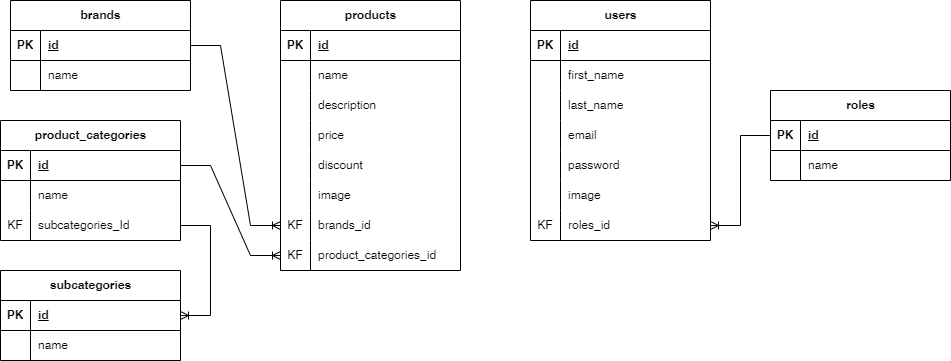 brands
PK id
name
product_categories
PK id
name
KF subcategories_Id
subcategories
PK id
name
products
PK id
name
description
price
discount
image
KF brands_id
KF product_categories_id
users
PK id
first_name
last_name
email
password
image
KF roles_id
roles
PK id
name